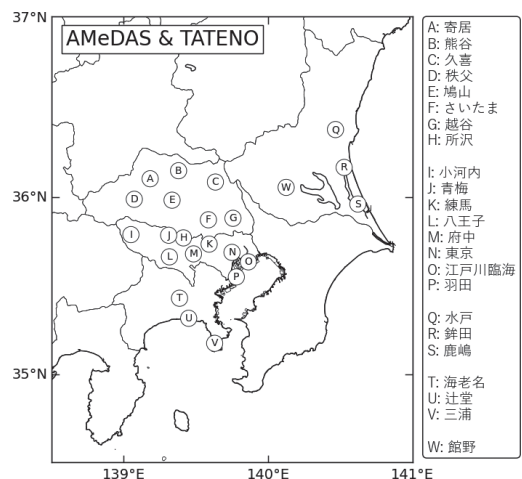 37°N
AMeDAS & TATENO
36°N
35°N
139°E
140°E
141°E
Q
R
B
A
C
W
D
E
S
F
G
I
J
H
K
M
N
L
O
P
T
U
V
A: 寄居
B: 熊谷
C: 久喜
D: 秩父
E: 鳩山
F: さいたま
G: 越谷
H: 所沢
I: 小河内
J: 青梅
K: 練馬
L: 八王子
M: 府中
N: 東京
O: 江戸川臨海
P: 羽田
Q: 水戸
R: 鉾田
S: 鹿嶋
T: 海老名
U: 辻堂
V: 三浦
W: 館野